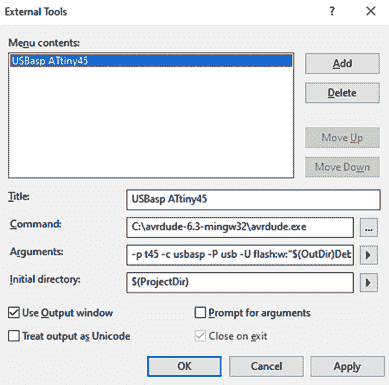 External Tools
?
Menu contents:
USBasp ATtiny45
Add
Delete
Move Up
Move Down
Title:
USBasp ATtiny45
Command:
C:\avrdude-6.3-mingw32\avrdude.exe
...
Arguments:
-p t45 -c usbasp -P usb -U flash:w:"$(OutDir)Deb
Initial directory:
$(ProjectDir)
Use Output window
Prompt for arguments
Treat output as Unicode
Close on exit
OK
Cancel
Apply